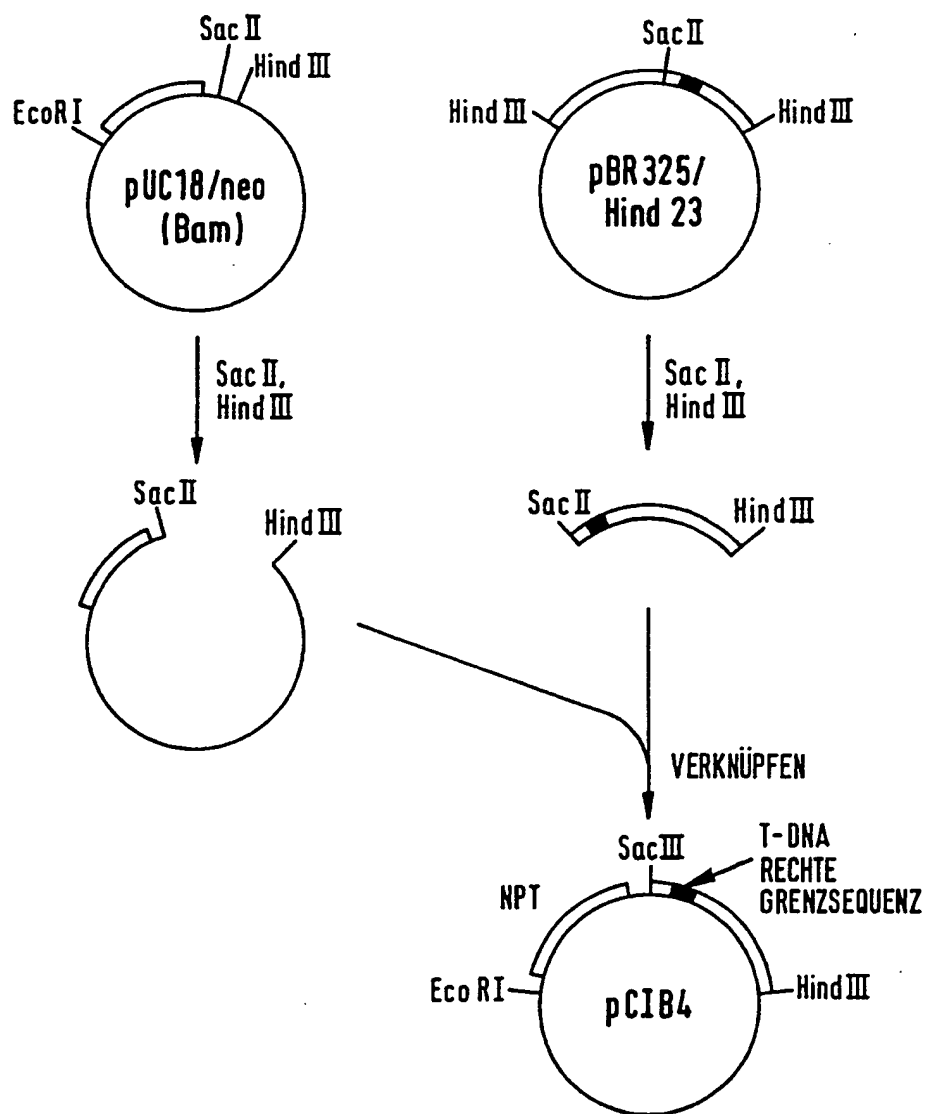 Sac II
Hind III
EcoRI
pUC18/neo
(Bam)
Sac II
Hind III
Hind III
pBR325/
Hind 23
Sac II,
Hind III
Sac II,
Hind III
Sac II
Hind III
Sac II
Hind III
VERKNÜPFEN
Sac III
T-DNA
RECHTE
GRENZSEQUENZ
NPT
Eco RI
Hind III
pCIB4